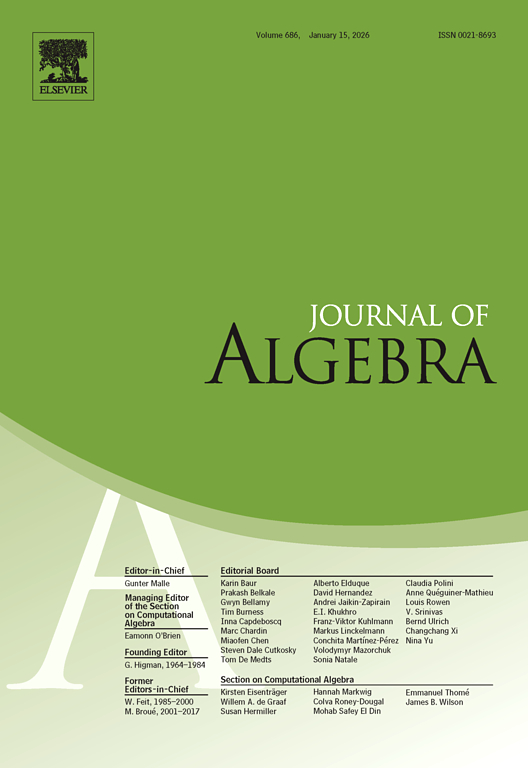 Volume 686, January 15, 2026 ISSN 0021-8693
ELSEVIER
JOURNAL OF
ALGEBRA
Editor-in-Chief
Gunter Malle
Managing Editor
of the Section
on Computational
Algebra
Eamonn O'Brien
Founding Editor
G. Higman, 1964–1984
Former
Editors-in-Chief
W. Feit, 1985–2000
M. Broué, 2001–2017
Editorial Board
Karin Baur
Prakash Belkale
Gwyn Bellamy
Tim Burness
Inna Capdeboscq
Marc Chardin
Miaofen Chen
Steven Dale Cutkosky
Tom De Medts
Alberto Elduque
David Hernandez
Andrei Jaikin-Zapirain
E.I. Khukhro
Franz-Viktor Kuhlmann
Markus Linckelmann
Conchita Martínez-Pérez
Volodymyr Mazorchuk
Sonia Natale
Claudia Polini
Anne Quéguiner-Mathieu
Louis Rowen
V. Srinivas
Bernd Ulrich
Changchang Xi
Nina Yu
Section on Computational Algebra
Kirsten Eisenträger
Willem A. de Graaf
Susan Hermiller
Hannah Markwig
Colva Roney-Dougal
Mohab Safey El Din
Emmanuel Thomé
James B. Wilson
A